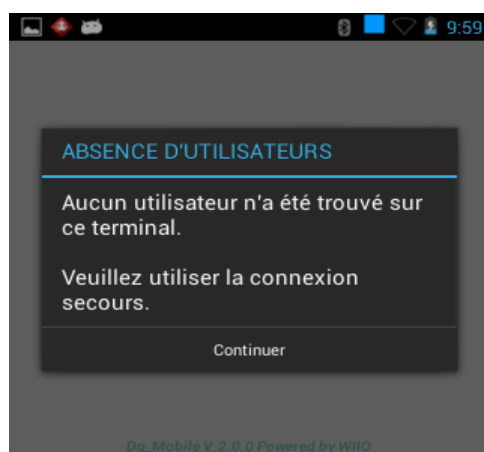 9:59
ABSENCE D'UTILISATEURS
Aucun utilisateur n'a été trouvé sur
ce terminal.
Veuillez utiliser la connexion
secours.
Continuer
Dg_Mobile V_2.0.0 Powered by WIIO